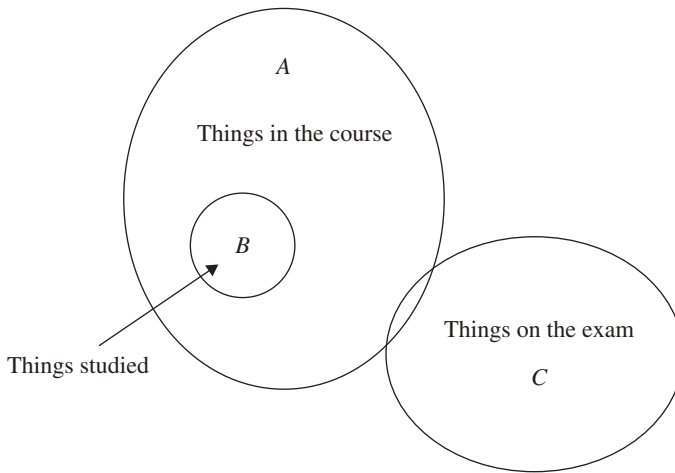 A
Things in the course
B
Things studied
Things on the exam
C